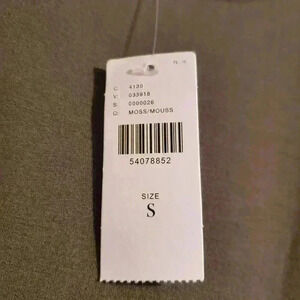 C: 4130
V: 033918
S: 0000026
D: MOSS/MOUSS
54078852
SIZE
S